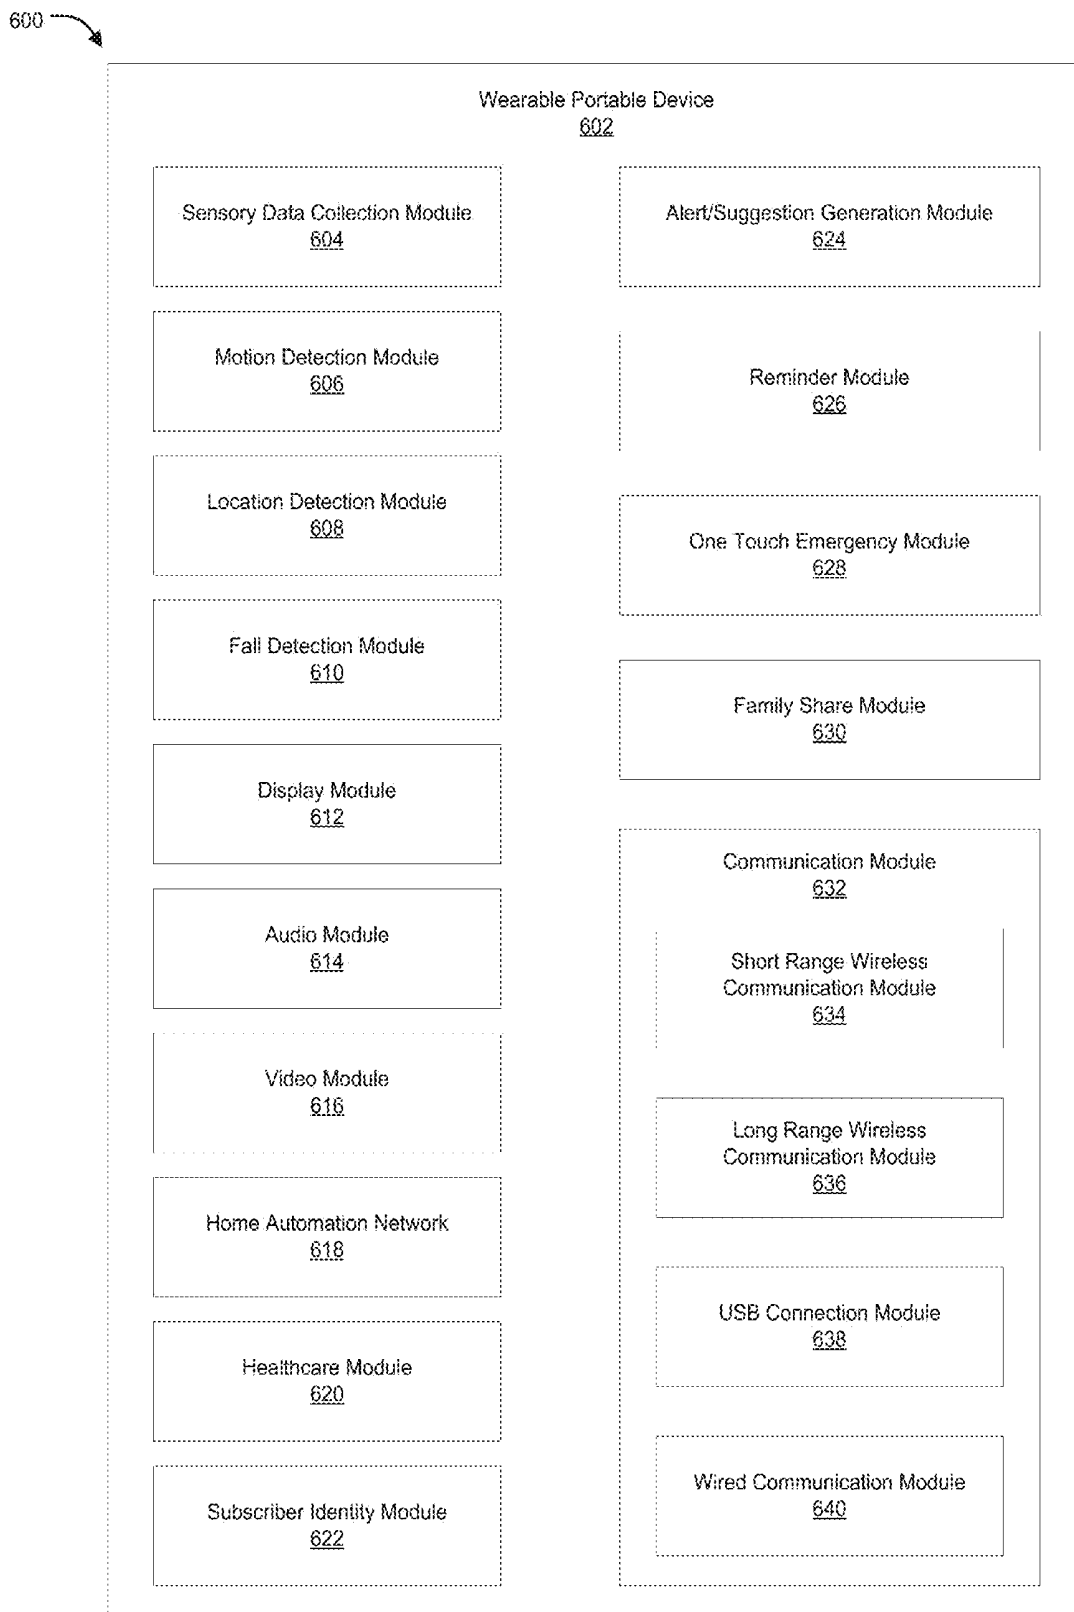 600
Wearable Portable Device
602
Sensory Data Collection Module
604
Motion Detection Module
606
Location Detection Module
608
Fall Detection Module
610
Display Module
612
Audio Module
614
Video Module
616
Home Automation Network
618
Healthcare Module
620
Subscriber Identity Module
622
Alert/Suggestion Generation Module
624
Reminder Module
626
One Touch Emergency Module
628
Family Share Module
630
Communication Module
632
Short Range Wireless
Communication Module
634
Long Range Wireless
Communication Module
636
USB Connection Module
638
Wired Communication Module
640